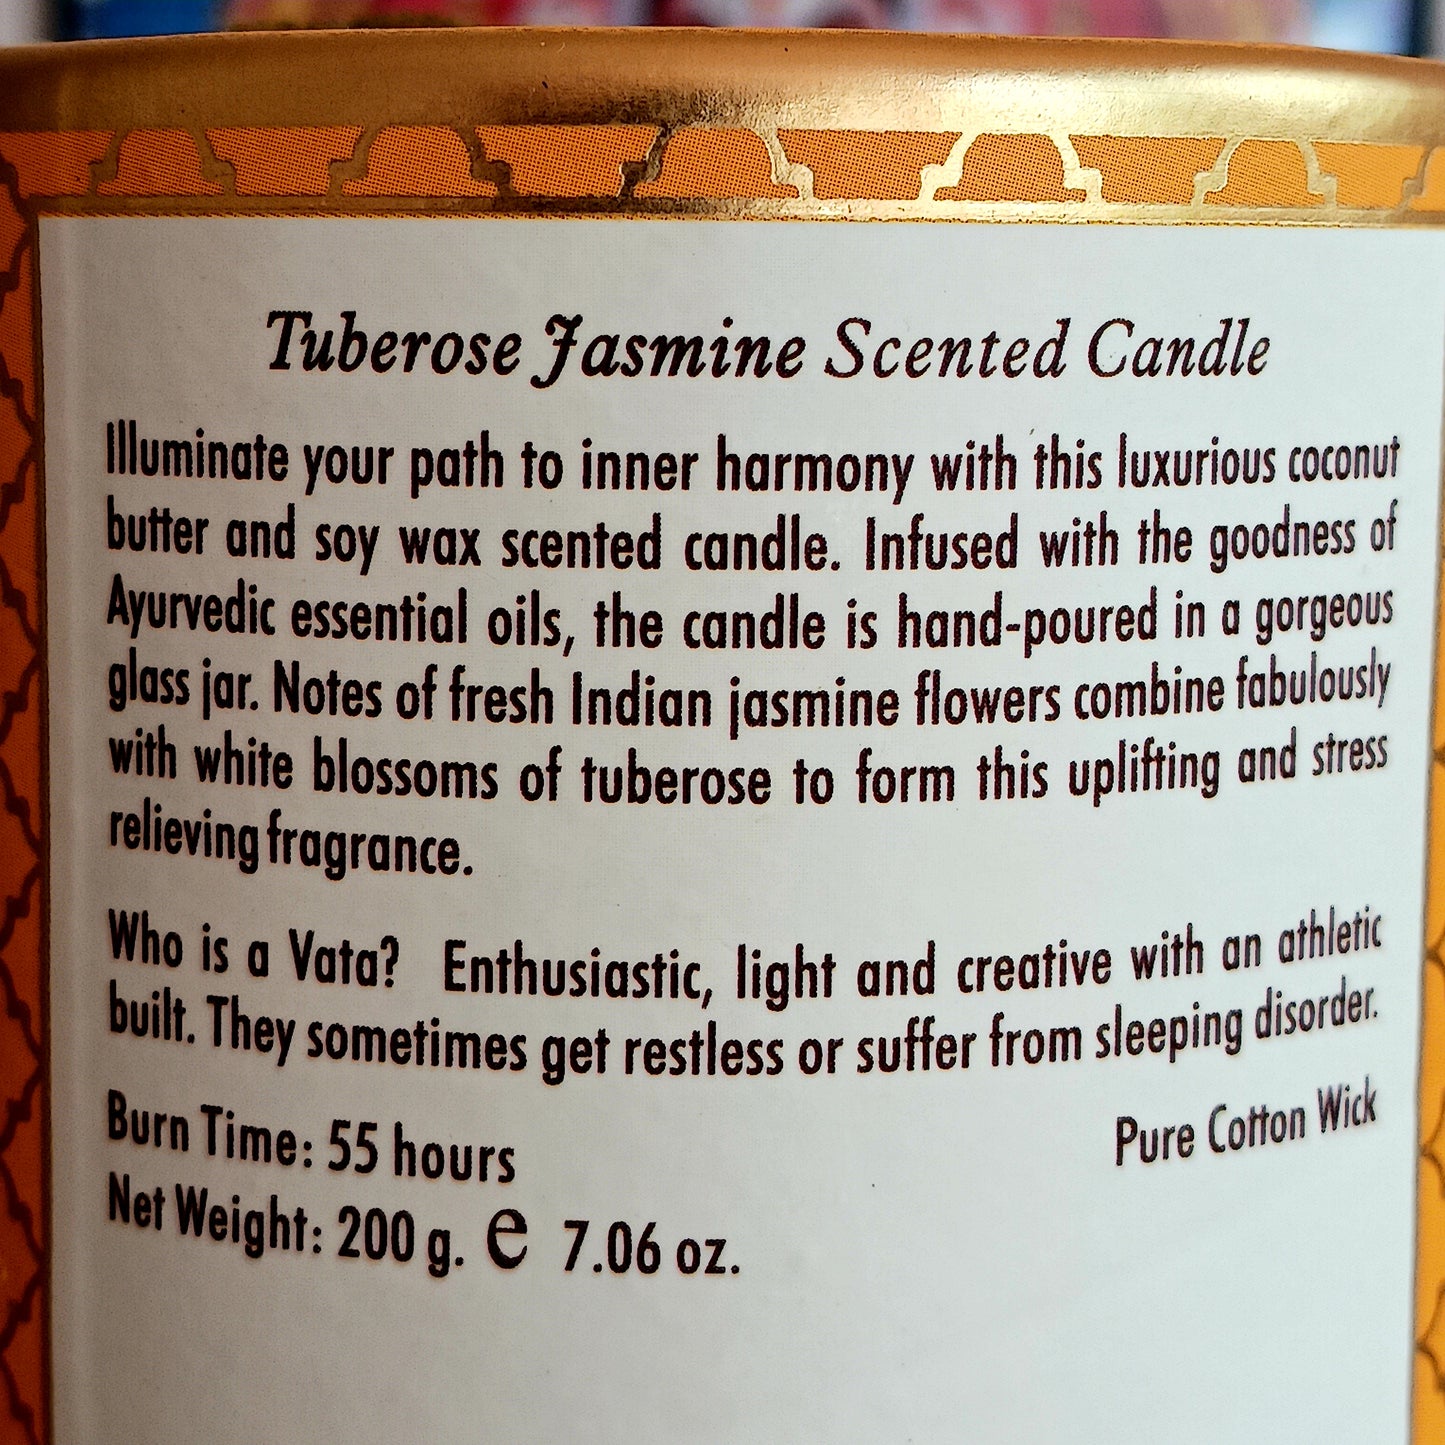 Tuberose Jasmine Scented Candle
Illuminate your path to inner harmony with this luxurious coconut
butter and soy wax scented candle. Infused with the goodness of
Ayurvedic essential oils, the candle is hand-poured in a gorgeous
glass jar. Notes of fresh Indian jasmine flowers combine fabulously
with white blossoms of tuberose to form this uplifting and stress
relieving fragrance.
Who is a Vata? Enthusiastic, light and creative with an athletic
built. They sometimes get restless or suffer from sleeping disorder.
Burn Time: 55 hours
Pure Cotton Wick
Net Weight: 200 g. e 7.06 oz.